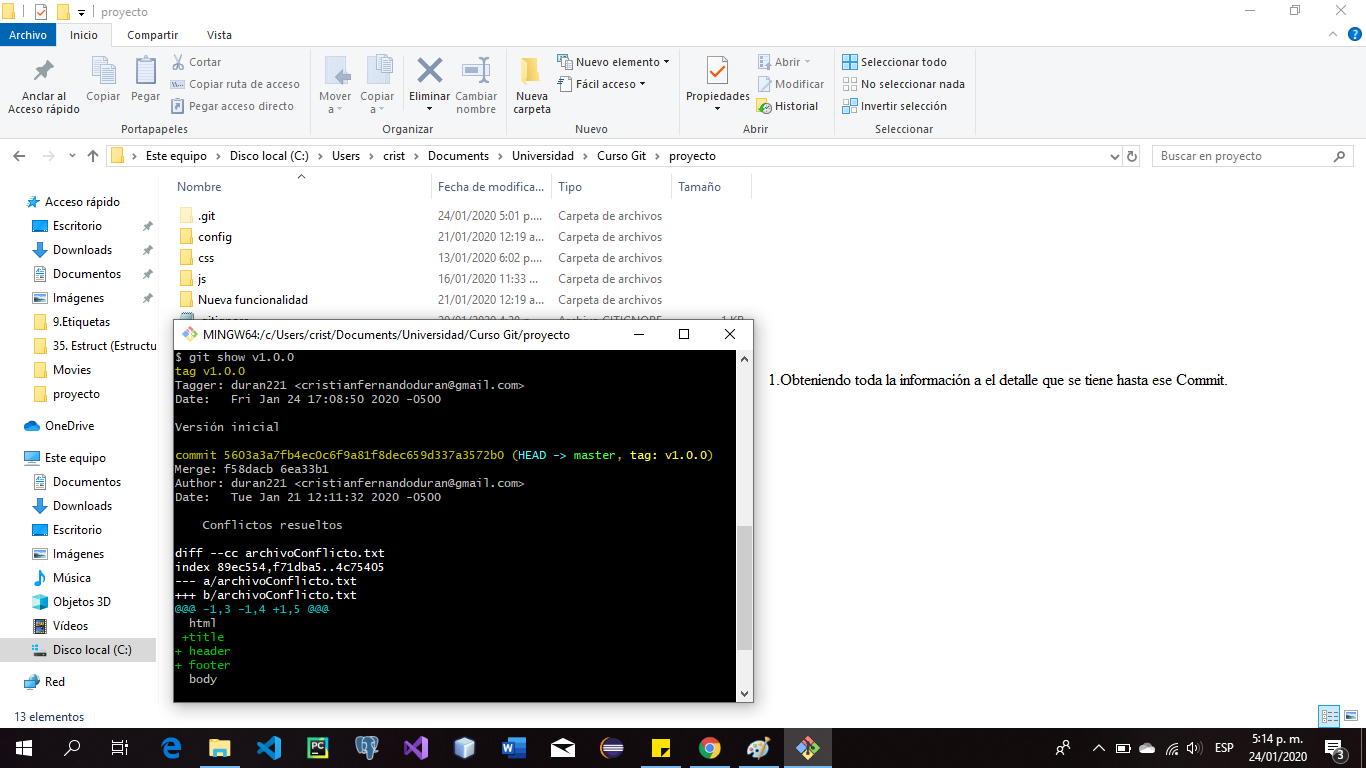 proyecto
Archivo Inicio Compartir Vista
Anclar al Acceso rápido
Copiar
Pegar
Cortar
Copiar ruta de acceso
Pegar acceso directo
Portapapeles
Mover a
Copiar a
Eliminar
Cambiar nombre
Organizar
Nueva carpeta
Nuevo elemento
Fácil acceso
Nuevo
Propiedades
Abrir
Modificar
Historial
Abrir
Seleccionar todo
No seleccionar nada
Invertir selección
Seleccionar
Este equipo > Disco local (C:) > Users > crist > Documents > Universidad > Curso Git > proyecto
Buscar en proyecto
Acceso rápido
Escritorio
Downloads
Documentos
Imágenes
9.Etiquetas
35. Estruct (Estructu
Movies
proyecto
OneDrive
Este equipo
Documentos
Downloads
Escritorio
Imágenes
Música
Objetos 3D
Vídeos
Disco local (C:)
Red
Nombre Fecha de modifica... Tipo Tamaño
.git 24/01/2020 5:01 p.... Carpeta de archivos
config 21/01/2020 12:19 a... Carpeta de archivos
css 13/01/2020 6:02 p.... Carpeta de archivos
js 16/01/2020 11:33 ... Carpeta de archivos
Nueva funcionalidad 21/01/2020 12:19 a... Carpeta de archivos
MINGW64:/c/Users/crist/Documents/Universidad/Curso Git/proyecto
$ git show v1.0.0
tag v1.0.0
Tagger: duran221 <cristianfernandoduran@gmail.com>
Date:   Fri Jan 24 17:08:50 2020 -0500
Versión inicial
commit 5603a3a7fb4ec0c6f9a81f8dec659d337a3572b0 (HEAD -> master, tag: v1.0.0)
Merge: f58dacb 6ea33b1
Author: duran221 <cristianfernandoduran@gmail.com>
Date:   Tue Jan 21 12:11:32 2020 -0500
Conflictos resueltos
diff --cc archivoConflicto.txt
index 89ec554,f71dba5..4c75405
--- a/archivoConflicto.txt
+++ b/archivoConflicto.txt
@@@ -1,3 -1,4 +1,5 @@@
html
+title
+ header
+ footer
body
1.Obteniendo toda la información a el detalle que se tiene hasta ese Commit.
13 elementos
ESP
5:14 p. m.
24/01/2020
3